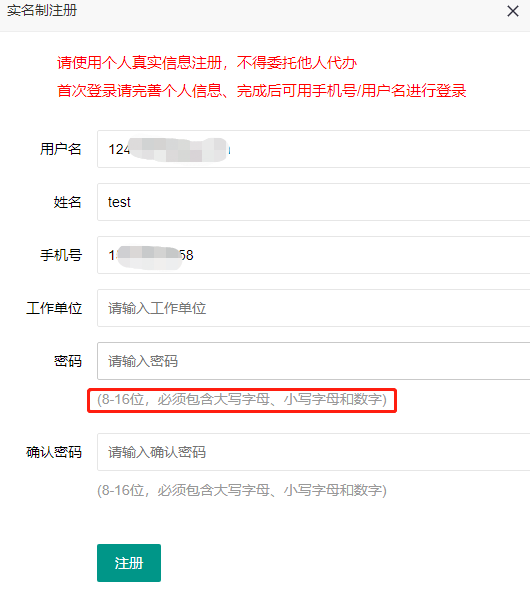 实名制注册
请使用个人真实信息注册，不得委托他人代办
首次登录请完善个人信息、完成后可用手机号/用户名进行登录
用户名 124
姓名 test
手机号 1 58
工作单位 请输入工作单位
密码 请输入密码
(8-16位，必须包含大写字母、小写字母和数字)
确认密码 请输入确认密码
(8-16位，必须包含大写字母、小写字母和数字)
注册